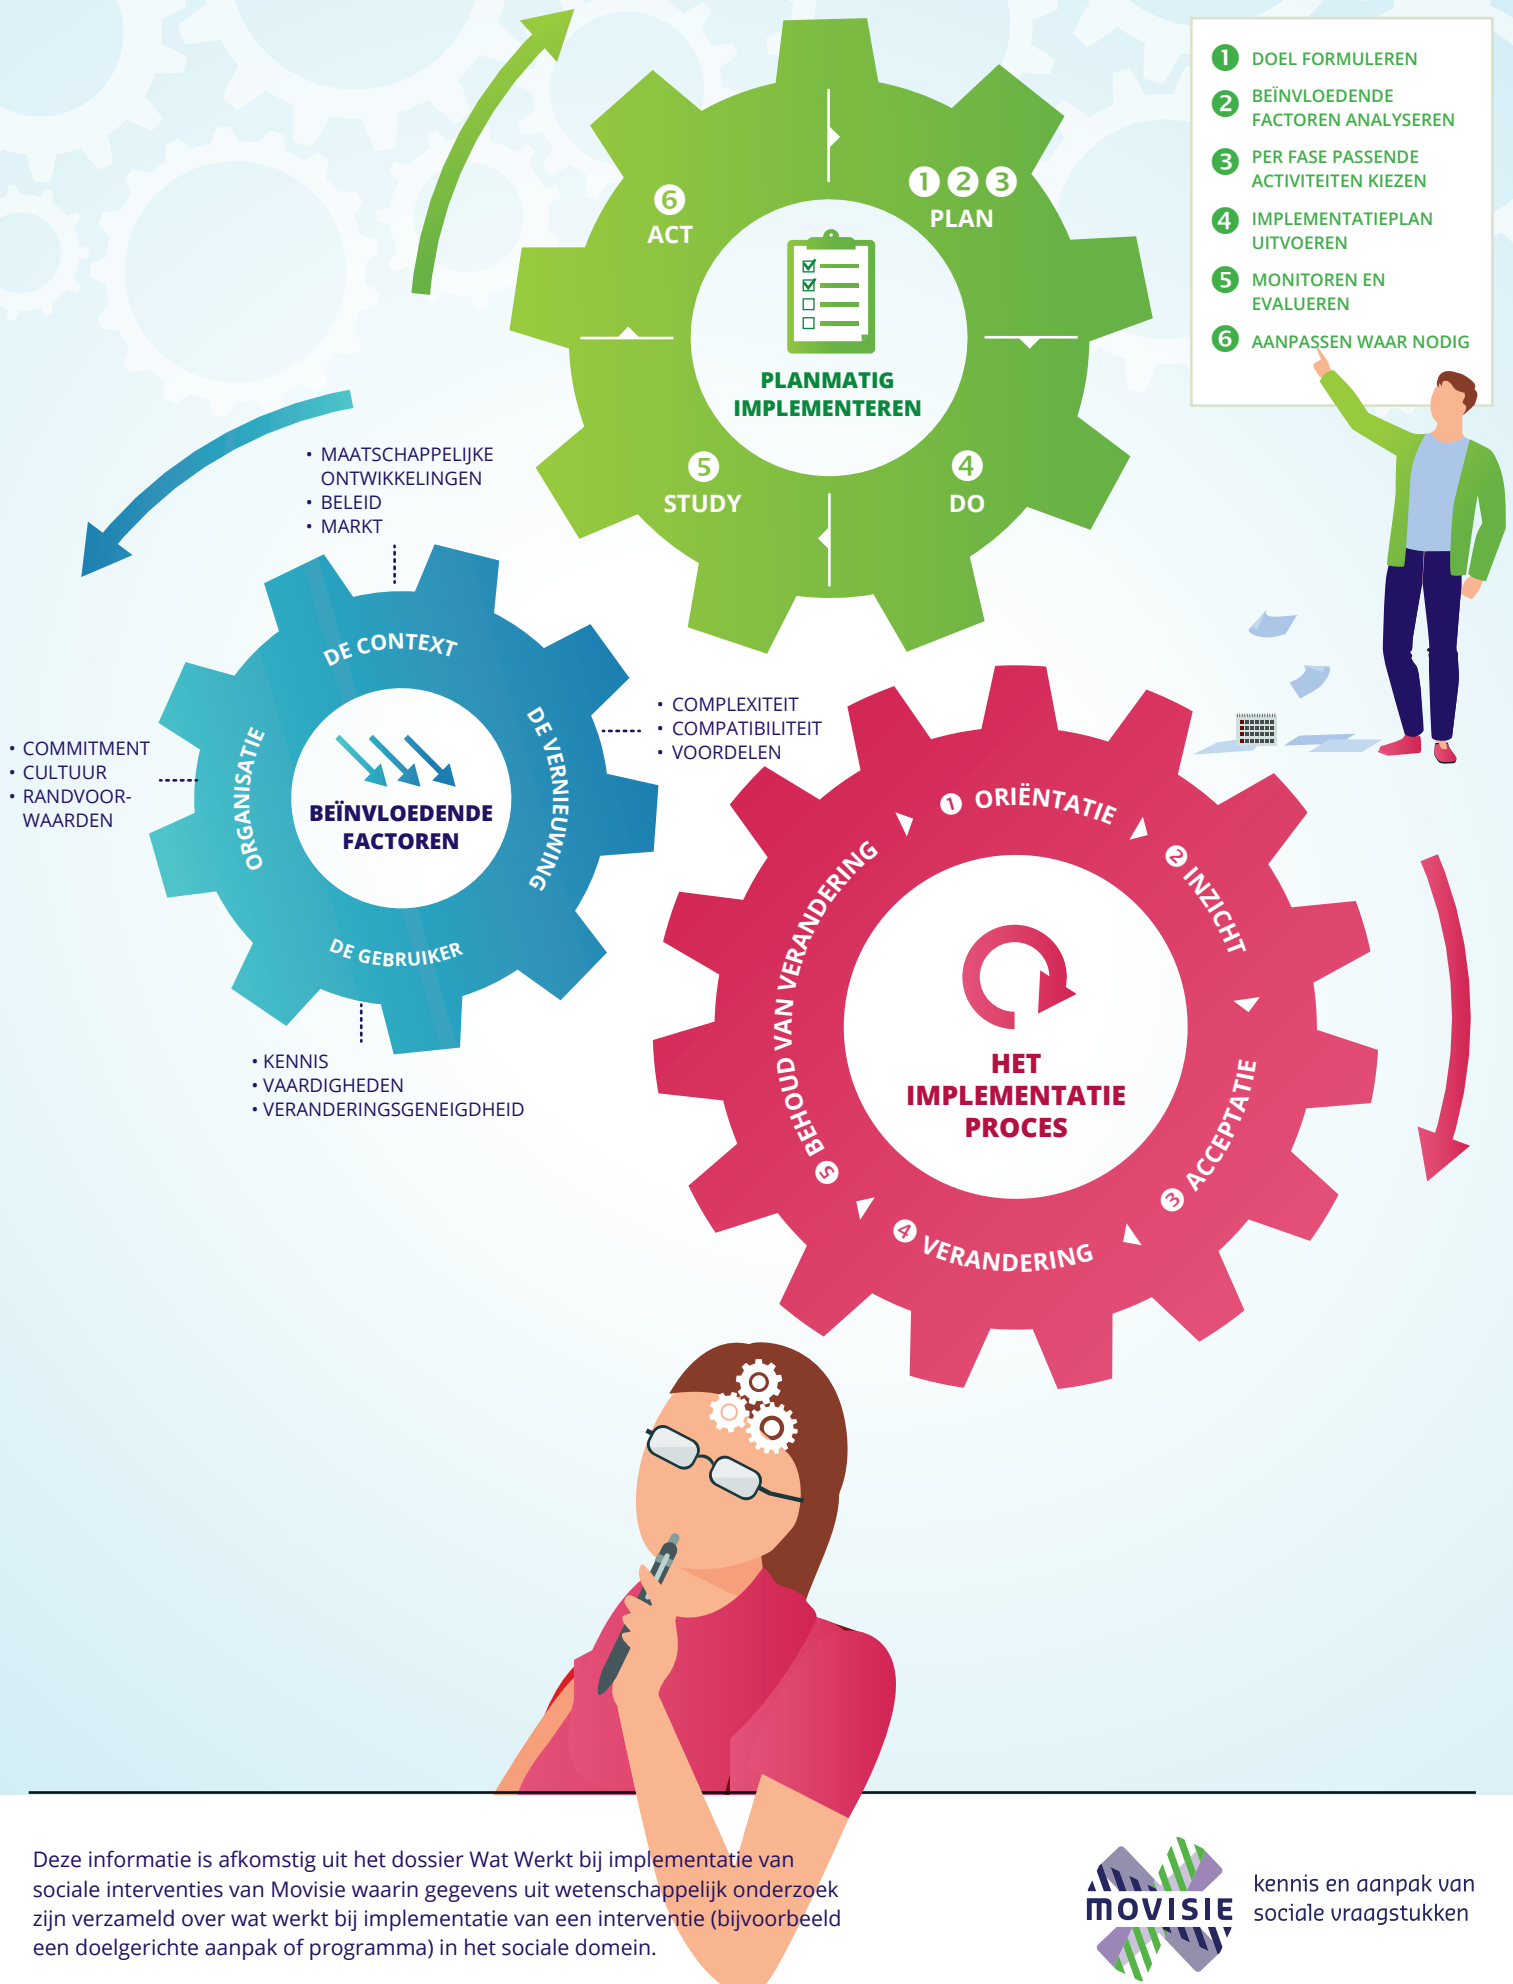 1 DOEL FORMULEREN
2 BEÏNVLOEDENDE
FACTOREN ANALYSEREN
3 PER FASE PASSENDE
ACTIVITEITEN KIEZEN
4 IMPLEMENTATIEPLAN
UITVOEREN
5 MONITOREN EN
EVALUEREN
6 AANPASSEN WAAR NODIG
1 2 3
PLAN
4
DO
5
STUDY
6
ACT
PLANMATIG
IMPLEMENTEREN
• MAATSCHAPPELIJKE
ONTWIKKELINGEN
• BELEID
• MARKT
DE CONTEXT
DE VERNIEUWING
• COMPLEXITEIT
• COMPATIBILITEIT
• VOORDELEN
ORGANISATIE
• COMMITMENT
• CULTUUR
• RANDVOOR-
WAARDEN
BEÏNVLOEDENDE
FACTOREN
DE GEBRUIKER
• KENNIS
• VAARDIGHEDEN
• VERANDERINGSGENEIGDHEID
1 ORIËNTATIE
2 INZICHT
3 ACCEPTATIE
4 VERANDERING
5 BEHOUD VAN VERANDERING
HET
IMPLEMENTATIE
PROCES
Deze informatie is afkomstig uit het dossier Wat Werkt bij implementatie van
sociale interventies van Movisie waarin gegevens uit wetenschappelijk onderzoek
zijn verzameld over wat werkt bij implementatie van een interventie (bijvoorbeeld
een doelgerichte aanpak of programma) in het sociale domein.
MOVISIE
kennis en aanpak van
sociale vraagstukken